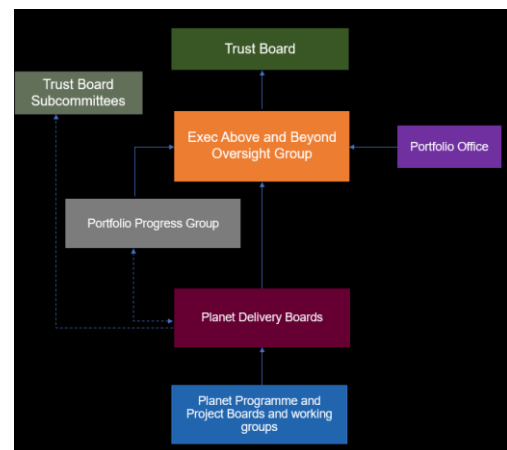 Trust Board
Trust Board
Subcommittees
Exec Above and Beyond
Oversight Group
Portfolio Office
Portfolio Progress Group
Planet Delivery Boards
Planet Programme and
Project Boards and working
groups